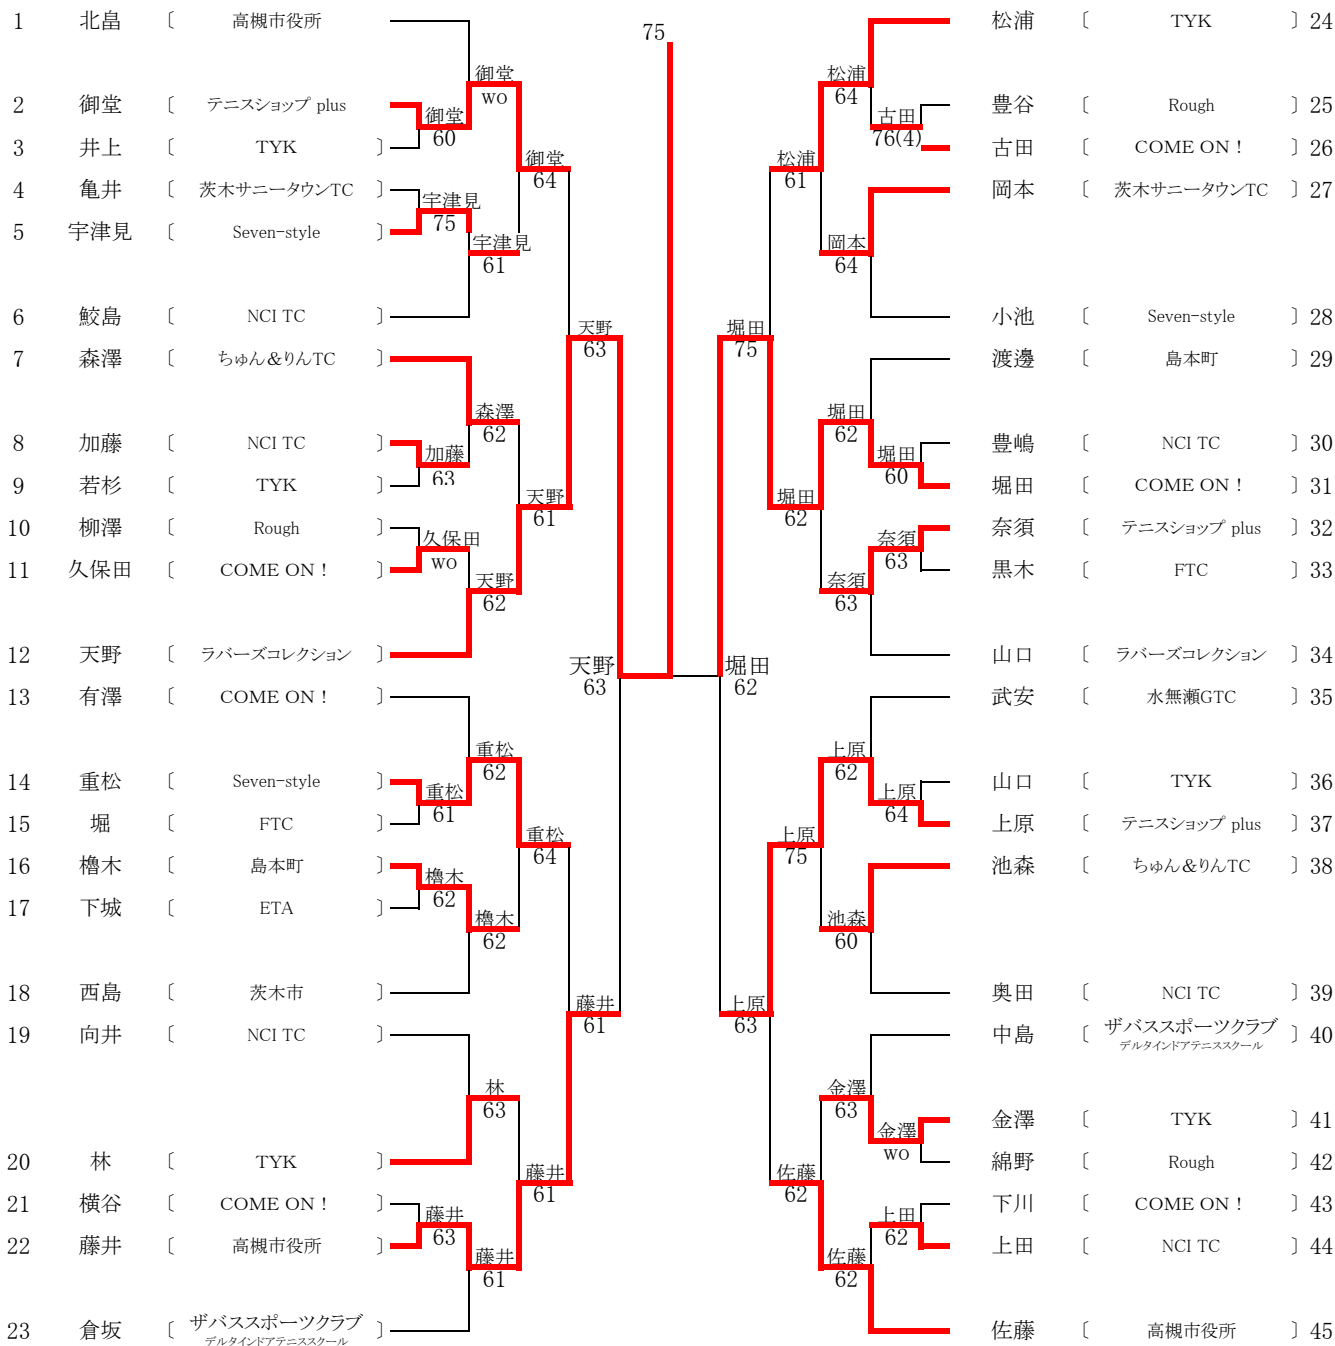 1 北畠 〔 高槻市役所 〕
2 御堂 〔 テニスショップ plus 〕
3 井上 〔 TYK 〕
4 亀井 〔 茨木サニータウンTC 〕
5 宇津見 〔 Seven-style 〕
6 鮫島 〔 NCI TC 〕
7 森澤 〔 ちゅん&りんTC 〕
8 加藤 〔 NCI TC 〕
9 若杉 〔 TYK 〕
10 柳澤 〔 Rough 〕
11 久保田 〔 COME ON ! 〕
12 天野 〔 ラバーズコレクション 〕
13 有澤 〔 COME ON ! 〕
14 重松 〔 Seven-style 〕
15 堀 〔 FTC 〕
16 櫓木 〔 島本町 〕
17 下城 〔 ETA 〕
18 西島 〔 茨木市 〕
19 向井 〔 NCI TC 〕
20 林 〔 TYK 〕
21 横谷 〔 COME ON ! 〕
22 藤井 〔 高槻市役所 〕
23 倉坂 〔 ザバススポーツクラブ 〕
デルタインドアテニススクール
御堂
60
宇津見
75
加藤
63
久保田
wo
重松
61
櫓木
62
藤井
63
御堂
wo
宇津見
61
森澤
62
天野
62
重松
62
櫓木
62
林
63
藤井
61
御堂
64
天野
61
重松
64
藤井
61
天野
63
藤井
61
天野
63
75
堀田
62
堀田
75
上原
63
松浦
61
堀田
62
上原
75
佐藤
62
松浦
64
岡本
64
堀田
62
奈須
63
上原
62
池森
60
金澤
63
佐藤
62
古田
76(4)
堀田
60
奈須
63
上原
64
金澤
wo
上田
62
松浦 〔 TYK 〕 24
豊谷 〔 Rough 〕 25
古田 〔 COME ON ! 〕 26
岡本 〔 茨木サニータウンTC 〕 27
小池 〔 Seven-style 〕 28
渡邊 〔 島本町 〕 29
豊嶋 〔 NCI TC 〕 30
堀田 〔 COME ON ! 〕 31
奈須 〔 テニスショップ plus 〕 32
黒木 〔 FTC 〕 33
山口 〔 ラバーズコレクション 〕 34
武安 〔 水無瀬GTC 〕 35
山口 〔 TYK 〕 36
上原 〔 テニスショップ plus 〕 37
池森 〔 ちゅん&りんTC 〕 38
奥田 〔 NCI TC 〕 39
中島 〔 ザバススポーツクラブ 〕 40
デルタインドアテニススクール
金澤 〔 TYK 〕 41
綿野 〔 Rough 〕 42
下川 〔 COME ON ! 〕 43
上田 〔 NCI TC 〕 44
佐藤 〔 高槻市役所 〕 45